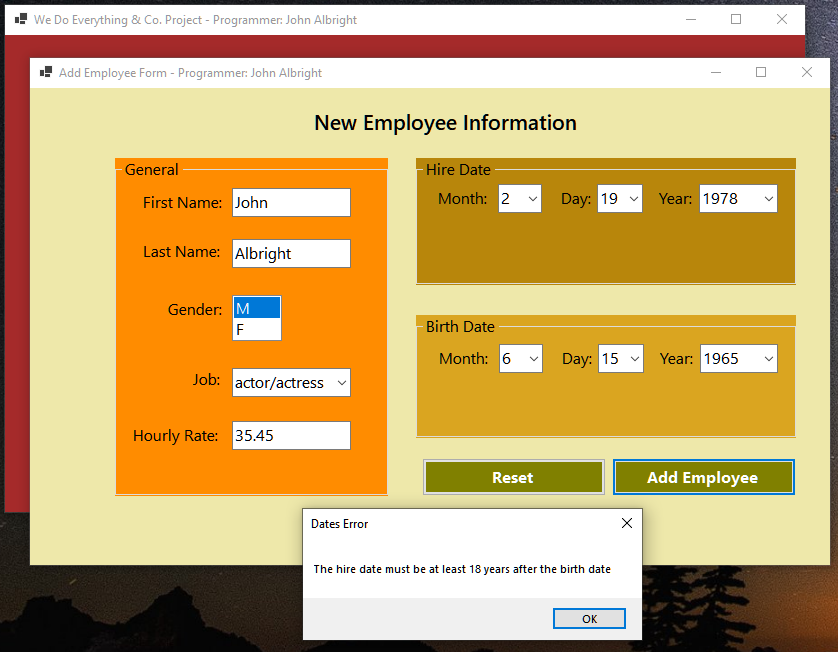 We Do Everything & Co. Project - Programmer: John Albright
Add Employee Form - Programmer: John Albright
New Employee Information
General
First Name: John
Last Name: Albright
Gender: M
F
Job: actor/actress
Hourly Rate: 35.45
Hire Date
Month: 2 Day: 19 Year: 1978
Birth Date
Month: 6 Day: 15 Year: 1965
Reset Add Employee
Dates Error
The hire date must be at least 18 years after the birth date
OK